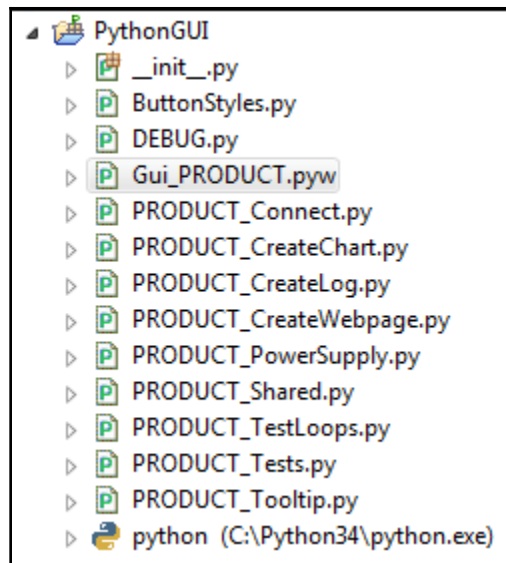 PythonGUI
__init__.py
ButtonStyles.py
DEBUG.py
Gui_PRODUCT.pyw
PRODUCT_Connect.py
PRODUCT_CreateChart.py
PRODUCT_CreateLog.py
PRODUCT_CreateWebpage.py
PRODUCT_PowerSupply.py
PRODUCT_Shared.py
PRODUCT_TestLoops.py
PRODUCT_Tests.py
PRODUCT_Tooltip.py
python (C:\Python34\python.exe)